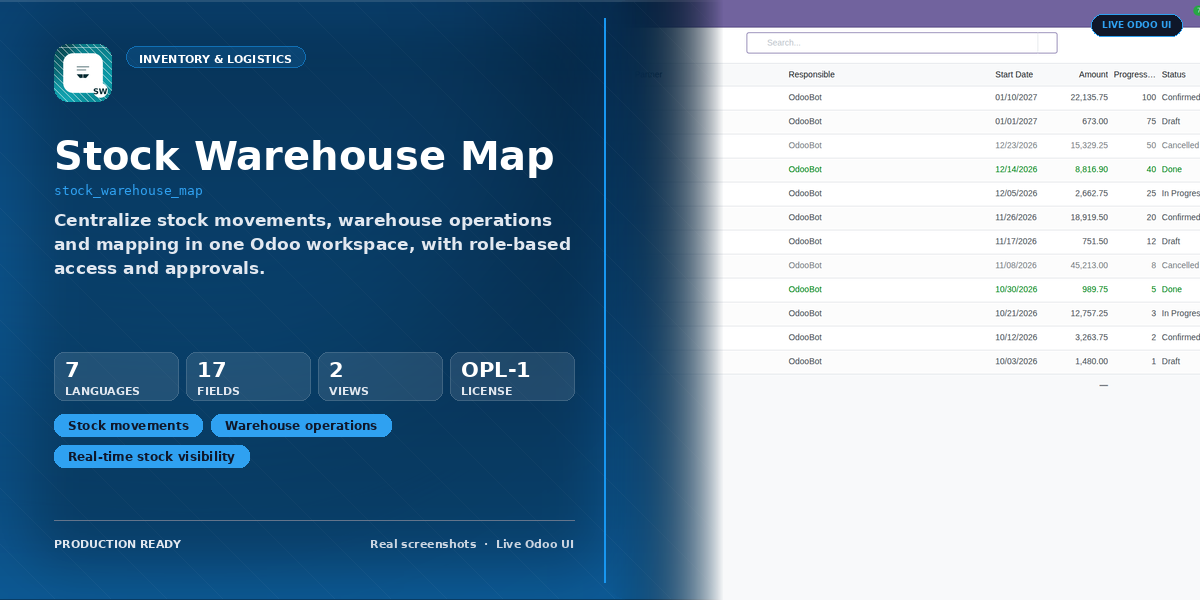 INVENTORY & LOGISTICS
SW
Stock Warehouse Map
stock_warehouse_map
Centralize stock movements, warehouse operations
and mapping in one Odoo workspace, with role-based
access and approvals.
7
LANGUAGES
17
FIELDS
2
VIEWS
OPL-1
LICENSE
Stock movements
Warehouse operations
Real-time stock visibility
PRODUCTION READY
Real screenshots · Live Odoo UI
LIVE ODOO UI
Search...
Responsible Start Date Amount Progress... Status
OdooBot 01/10/2027 22,135.75 100 Confirmed
OdooBot 01/01/2027 673.00 75 Draft
OdooBot 12/23/2026 15,329.25 50 Cancelled
OdooBot 12/14/2026 8,816.90 40 Done
OdooBot 12/05/2026 2,662.75 25 In Progres
OdooBot 11/26/2026 18,919.50 20 Confirmed
OdooBot 11/17/2026 751.50 12 Draft
OdooBot 11/08/2026 45,213.00 8 Cancelled
OdooBot 10/30/2026 989.75 5 Done
OdooBot 10/21/2026 12,757.25 3 In Progres
OdooBot 10/12/2026 3,263.75 2 Confirmed
OdooBot 10/03/2026 1,480.00 1 Draft
—